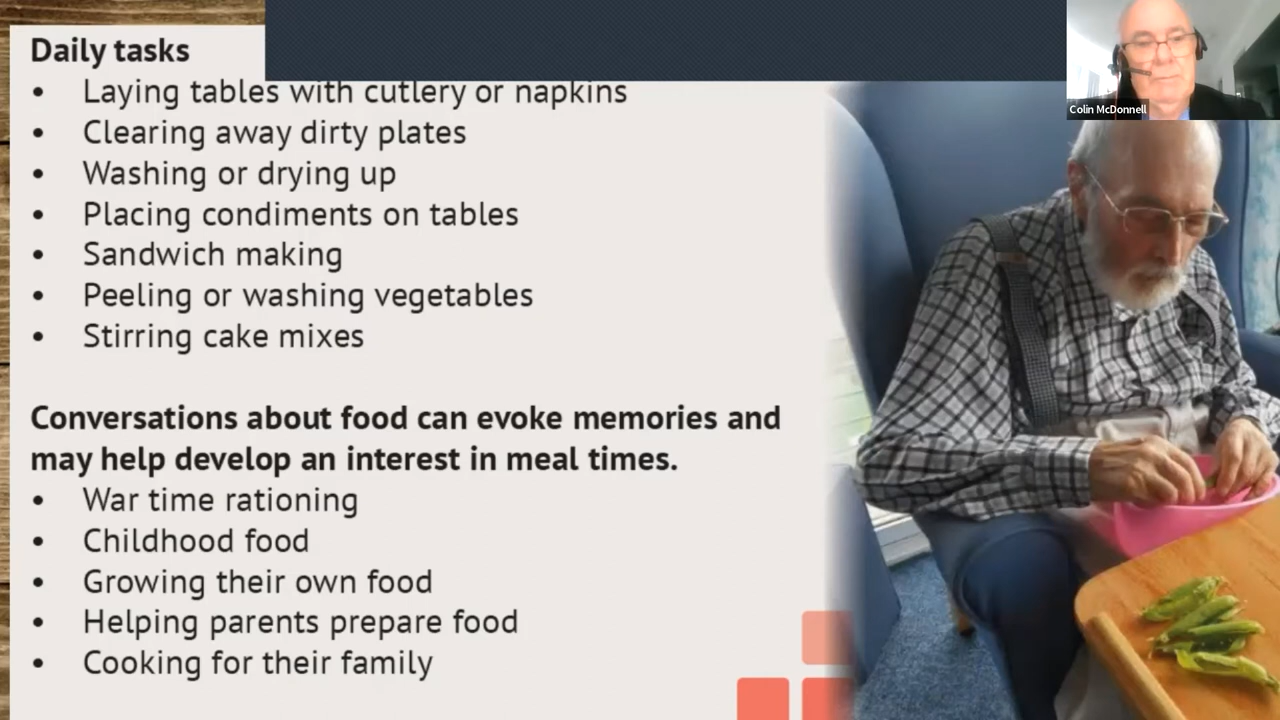 Daily tasks
• Laying tables with cutlery or napkins
• Clearing away dirty plates
• Washing or drying up
• Placing condiments on tables
• Sandwich making
• Peeling or washing vegetables
• Stirring cake mixes
Conversations about food can evoke memories and
may help develop an interest in meal times.
• War time rationing
• Childhood food
• Growing their own food
• Helping parents prepare food
• Cooking for their family
Colin McDonnell